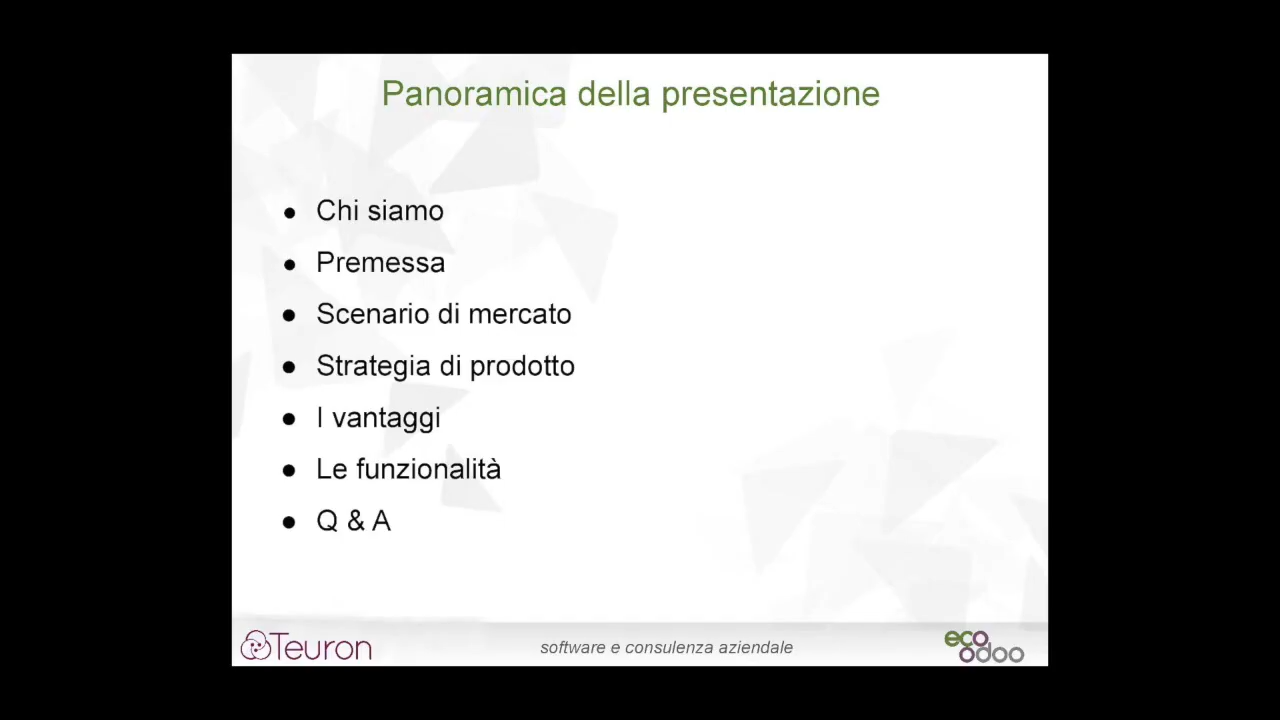 Panoramica della presentazione
● Chi siamo
● Premessa
● Scenario di mercato
● Strategia di prodotto
● I vantaggi
● Le funzionalità
● Q & A
Teuron
software e consulenza aziendale
eco
odoo